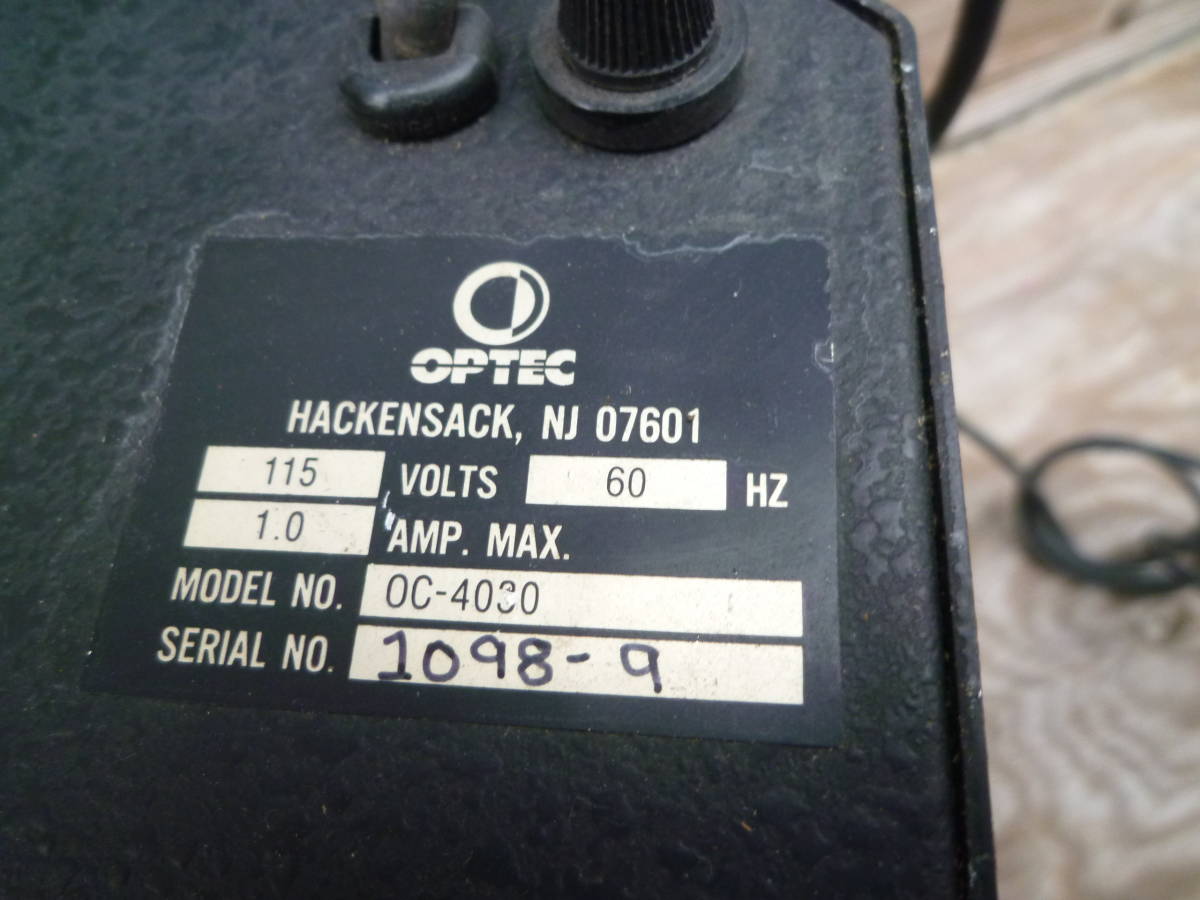 OPTEC
HACKENSACK, NJ 07601
115 VOLTS 60 HZ
1.0 AMP. MAX.
MODEL NO. OC-4030
SERIAL NO. 1098-9